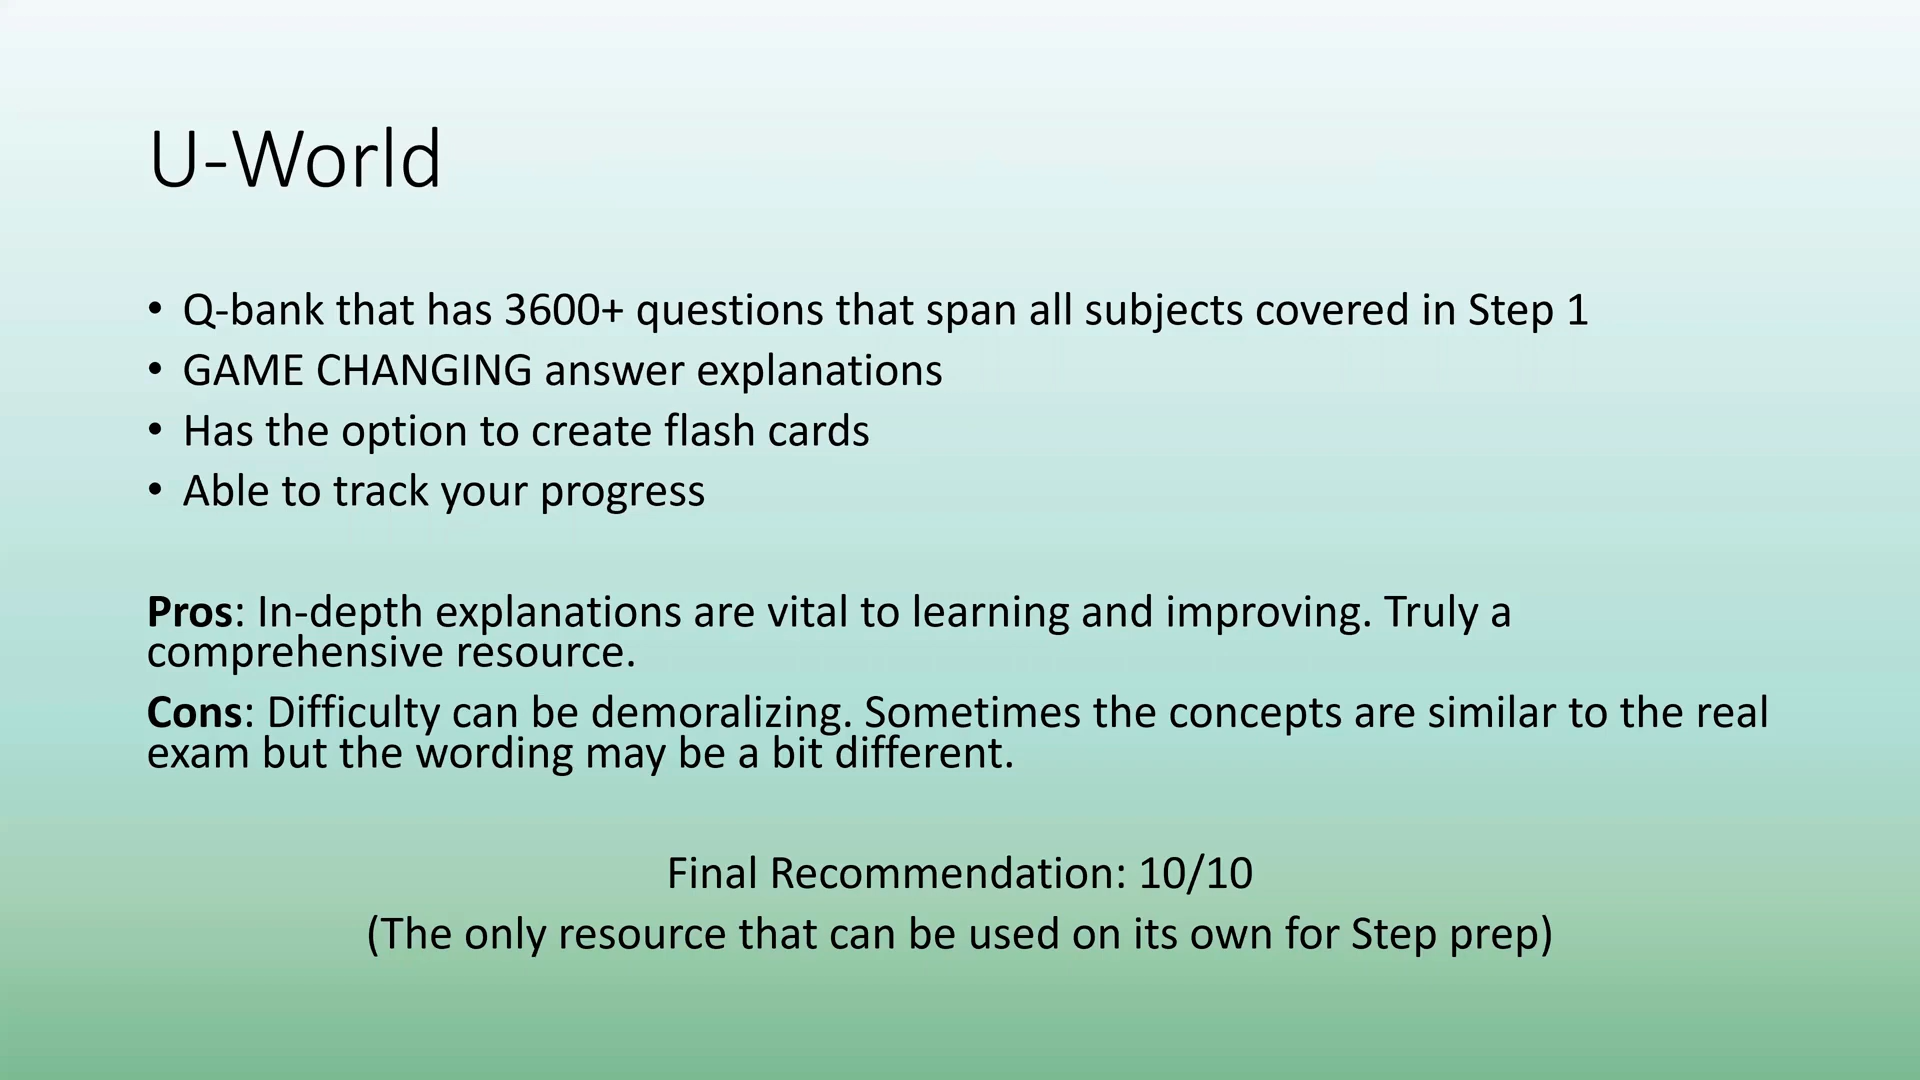 U-World
• Q-bank that has 3600+ questions that span all subjects covered in Step 1
• GAME CHANGING answer explanations
• Has the option to create flash cards
• Able to track your progress
Pros: In-depth explanations are vital to learning and improving. Truly a
comprehensive resource.
Cons: Difficulty can be demoralizing. Sometimes the concepts are similar to the real
exam but the wording may be a bit different.
Final Recommendation: 10/10
(The only resource that can be used on its own for Step prep)